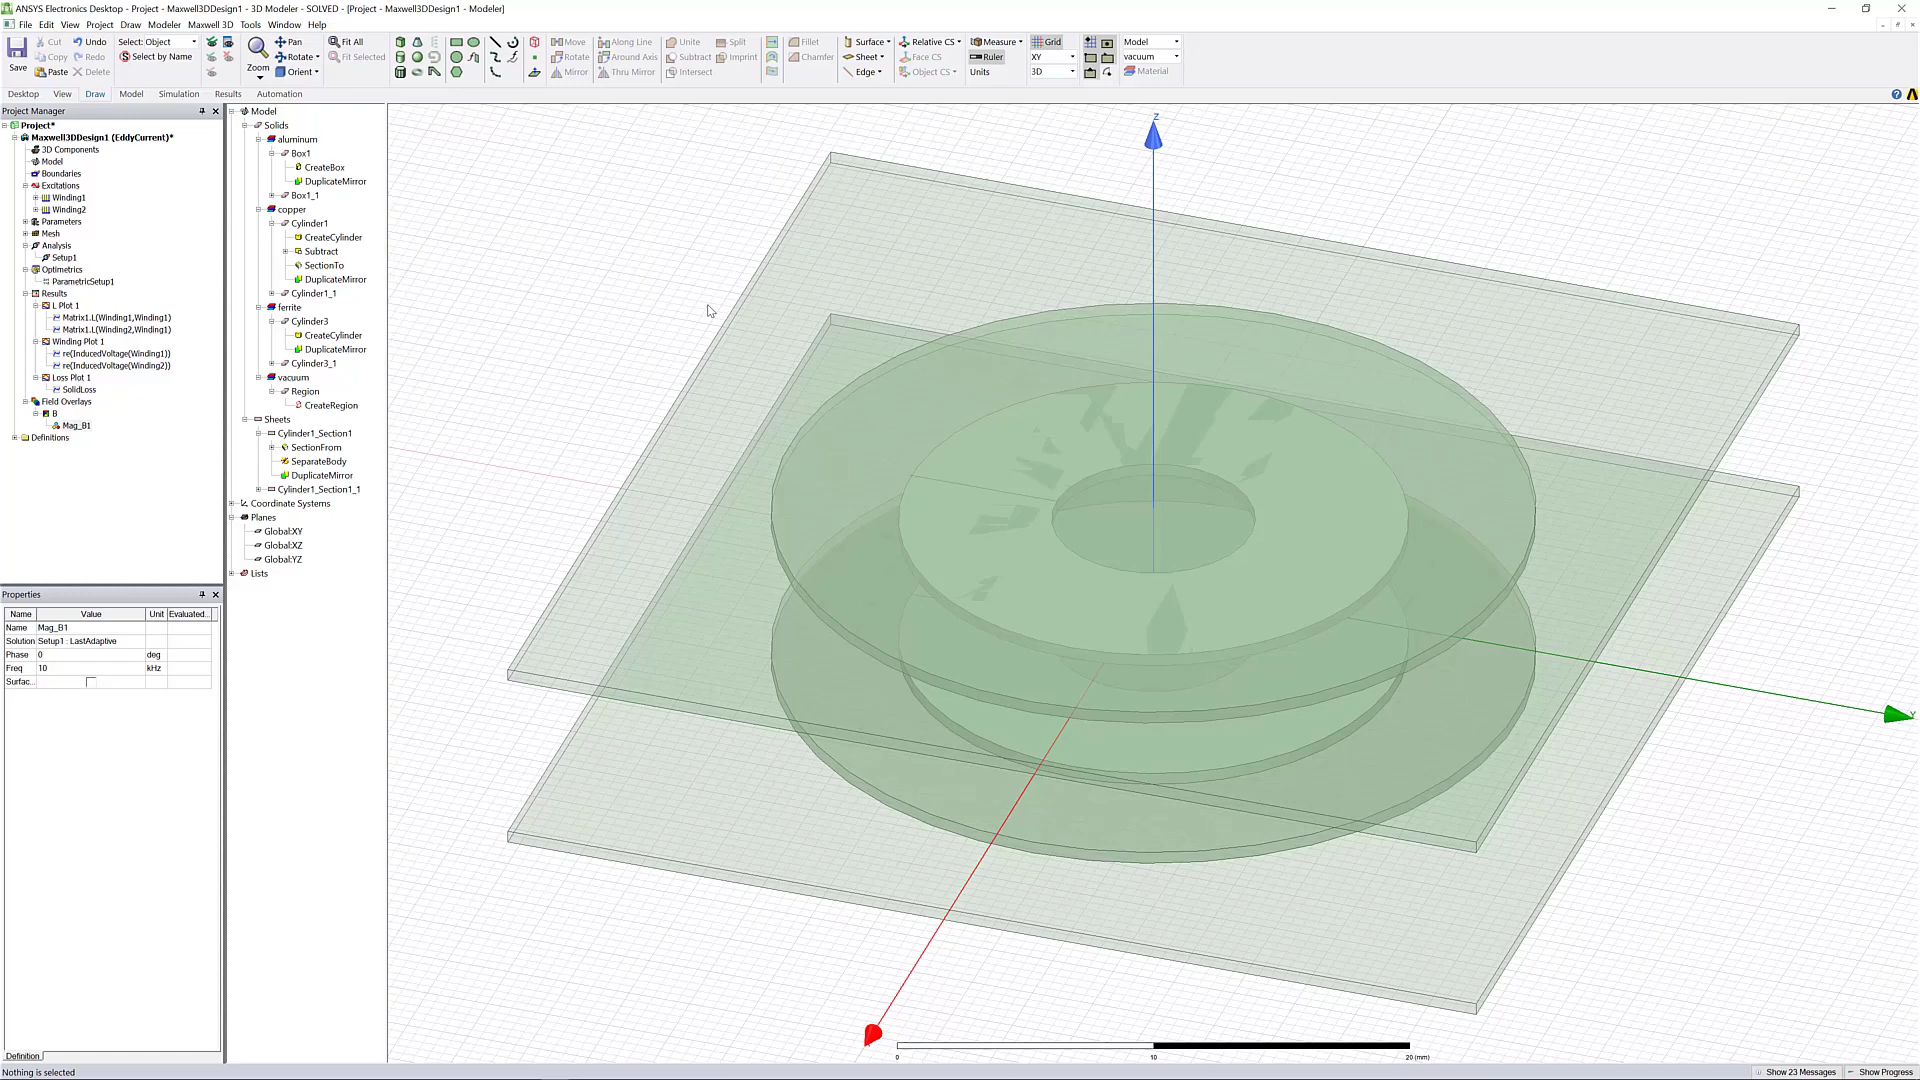 ANSYS Electronics Desktop - Project - Maxwell3DDesign1 - 3D Modeler - SOLVED - [Project - Maxwell3DDesign1 - Modeler]
File Edit View Project Draw Modeler Maxwell 3D Tools Window Help
Save
Cut Undo
Copy Redo
Paste Delete
Select: Object
Select by Name
Zoom
Pan
Rotate
Orient
Fit All
Fit Selected
Move Along Line
Rotate Around Axis
Mirror Thru Mirror
Unite Split
Subtract Imprint
Intersect
Fillet
Chamfer
Surface
Sheet
Edge
Relative CS
Face CS
Object CS
Measure
Ruler
Units
Grid
XY
3D
Model
vacuum
Material
Desktop View Draw Model Simulation Results Automation
Project Manager
Project*
Maxwell3DDesign1 (EddyCurrent)*
3D Components
Model
Boundaries
Excitations
Winding1
Winding2
Parameters
Mesh
Analysis
Setup1
Optimetrics
ParametricSetup1
Results
L Plot 1
Matrix1.L(Winding1,Winding1)
Matrix1.L(Winding2,Winding1)
Winding Plot 1
re(InducedVoltage(Winding1))
re(InducedVoltage(Winding2))
Loss Plot 1
SolidLoss
Field Overlays
B
Mag_B1
Definitions
Model
Solids
aluminum
Box1
CreateBox
DuplicateMirror
Box1_1
copper
Cylinder1
CreateCylinder
Subtract
SectionTo
DuplicateMirror
Cylinder1_1
ferrite
Cylinder3
CreateCylinder
DuplicateMirror
Cylinder3_1
vacuum
Region
CreateRegion
Sheets
Cylinder1_Section1
SectionFrom
SeparateBody
DuplicateMirror
Cylinder1_Section1_1
Coordinate Systems
Planes
Global:XY
Global:XZ
Global:YZ
Lists
Properties
Name Value Unit Evaluated...
Name Mag_B1
Solution Setup1 : LastAdaptive
Phase 0 deg
Freq 10 kHz
Surfac...
Definition
Z
Y
0 10 20 (mm)
Nothing is selected
Show 23 Messages Show Progress